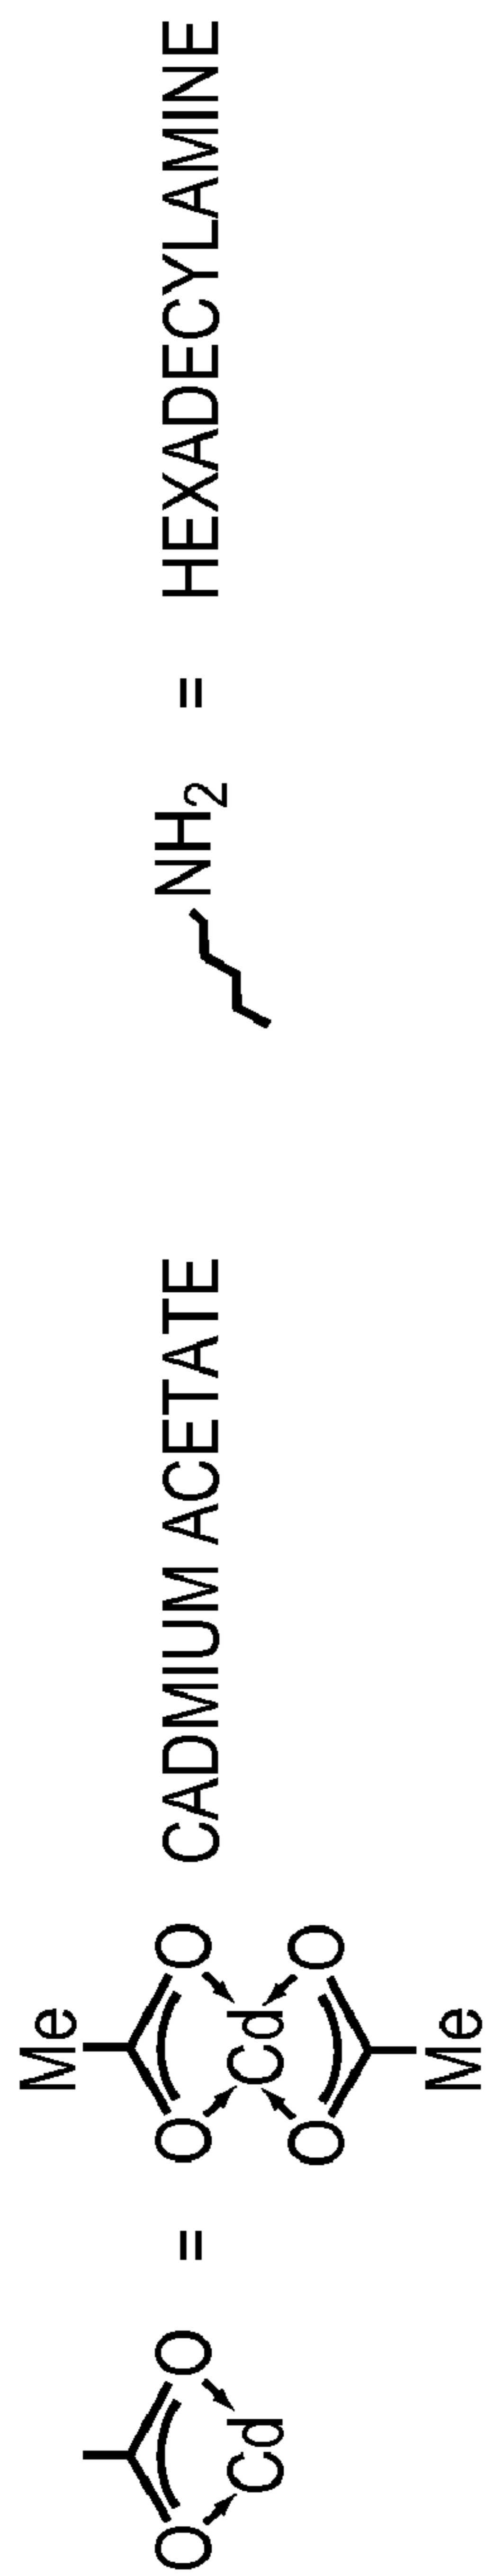 Me
O O = O O CADMIUM ACETATE NH2 = HEXADECYLAMINE
Cd Cd
O O
Me